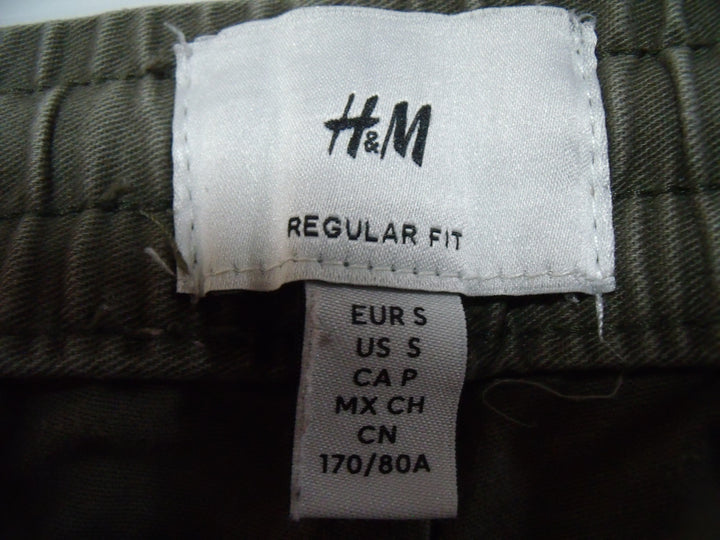 H&M
REGULAR FIT
EUR S
US S
CA P
MX CH
CN
170/80A